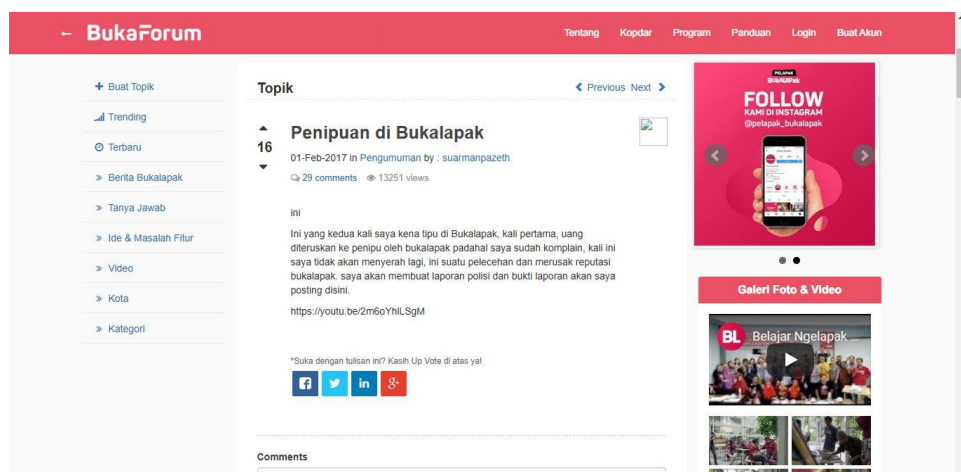 ← BukaForum
Tentang Kopdar Program Panduan Login Buat Akun
+ Buat Topik
Trending
Terbaru
» Berita Bukalapak
» Tanya Jawab
» Ide & Masalah Fitur
» Video
» Kota
» Kategori
Topik
Previous Next
16
Penipuan di Bukalapak
01-Feb-2017 in Pengumuman by : suarmanpazeth
29 comments 13251 views
ini
Ini yang kedua kali saya kena tipu di Bukalapak, kali pertama, uang
diteruskan ke penipu oleh bukalapak padahal saya sudah komplain, kali ini
saya tidak akan menyerah lagi, ini suatu pelecehan dan merusak reputasi
bukalapak. saya akan membuat laporan polisi dan bukti laporan akan saya
posting disini.
https://youtu.be/2m6oYhlLSgM
*Suka dengan tulisan ini? Kasih Up Vote di atas ya!
Comments
PELAPAK
BUKALAPAK
FOLLOW
KAMI DI INSTAGRAM
@pelapak_bukalapak
Galeri Foto & Video
BL Belajar Ngelapak ...